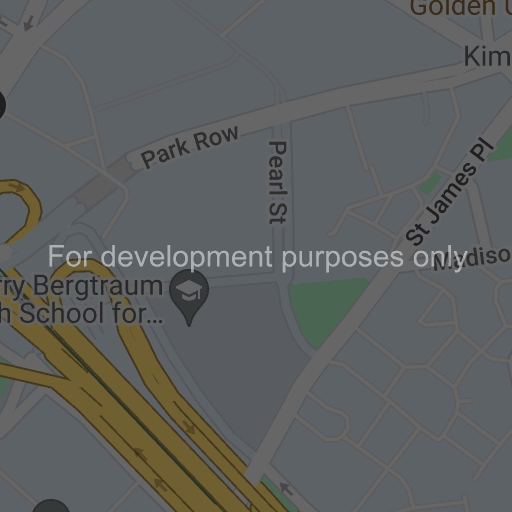 Golden
Kim
Park Row
Pearl St
St James Pl
For development purposes only
Madiso
rry Bergtraum
h School for...